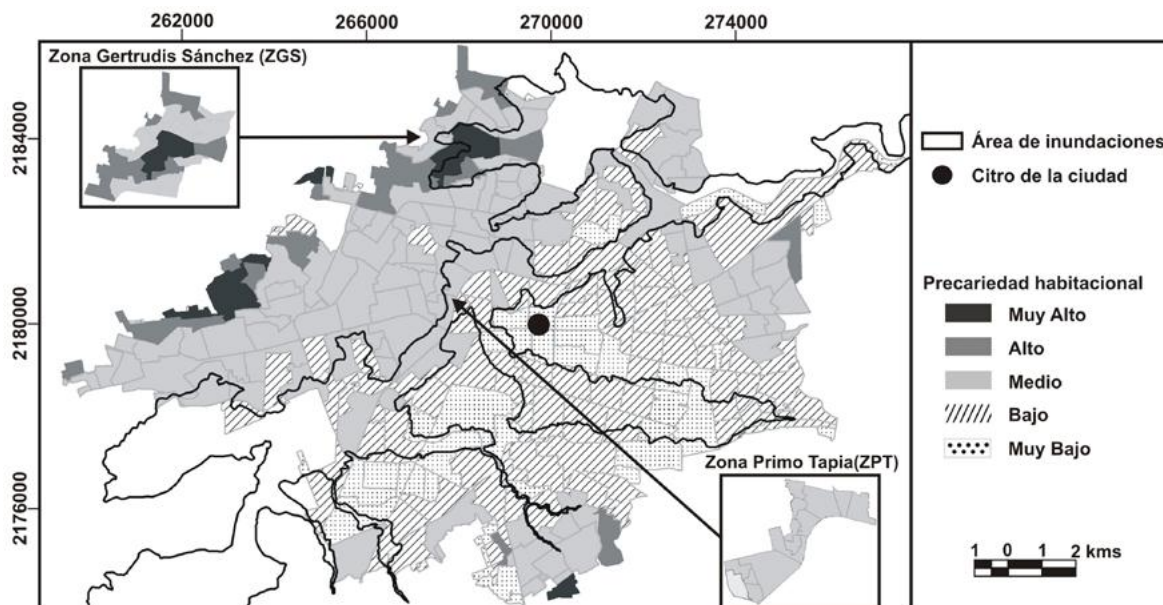 262000 266000 270000 274000
Zona Gertrudis Sánchez (ZGS)
2184000
2180000
2176000
Zona Primo Tapia(ZPT)
Área de inundaciones
Citro de la ciudad
Precariedad habitacional
Muy Alto
Alto
Medio
Bajo
Muy Bajo
1 0 1 2 kms